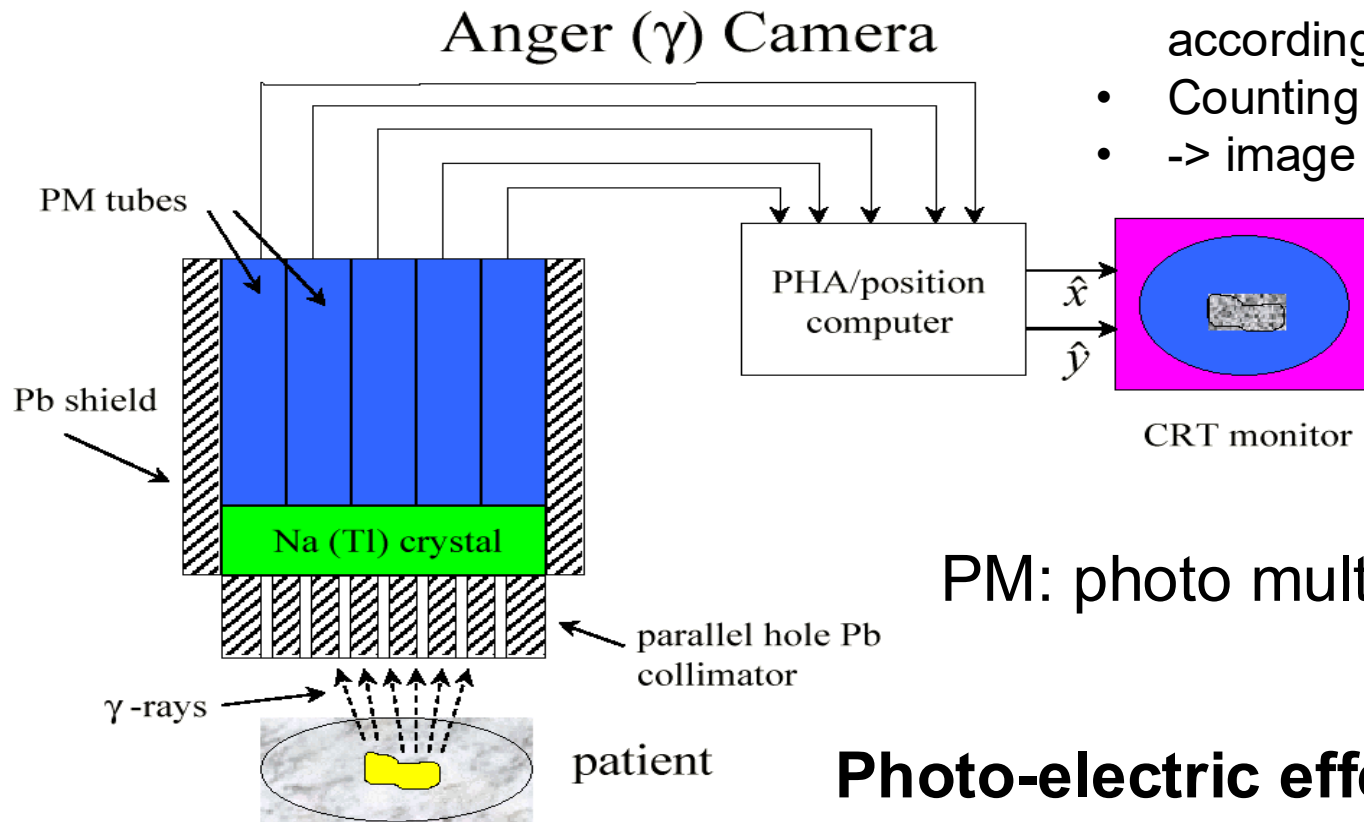 Anger (γ) Camera
according
• Counting
• -> image
PM tubes
PHA/position
computer
x̂
ŷ
Pb shield
CRT monitor
Na (Tl) crystal
PM: photo mult
parallel hole Pb
collimator
γ -rays
patient
Photo-electric effe